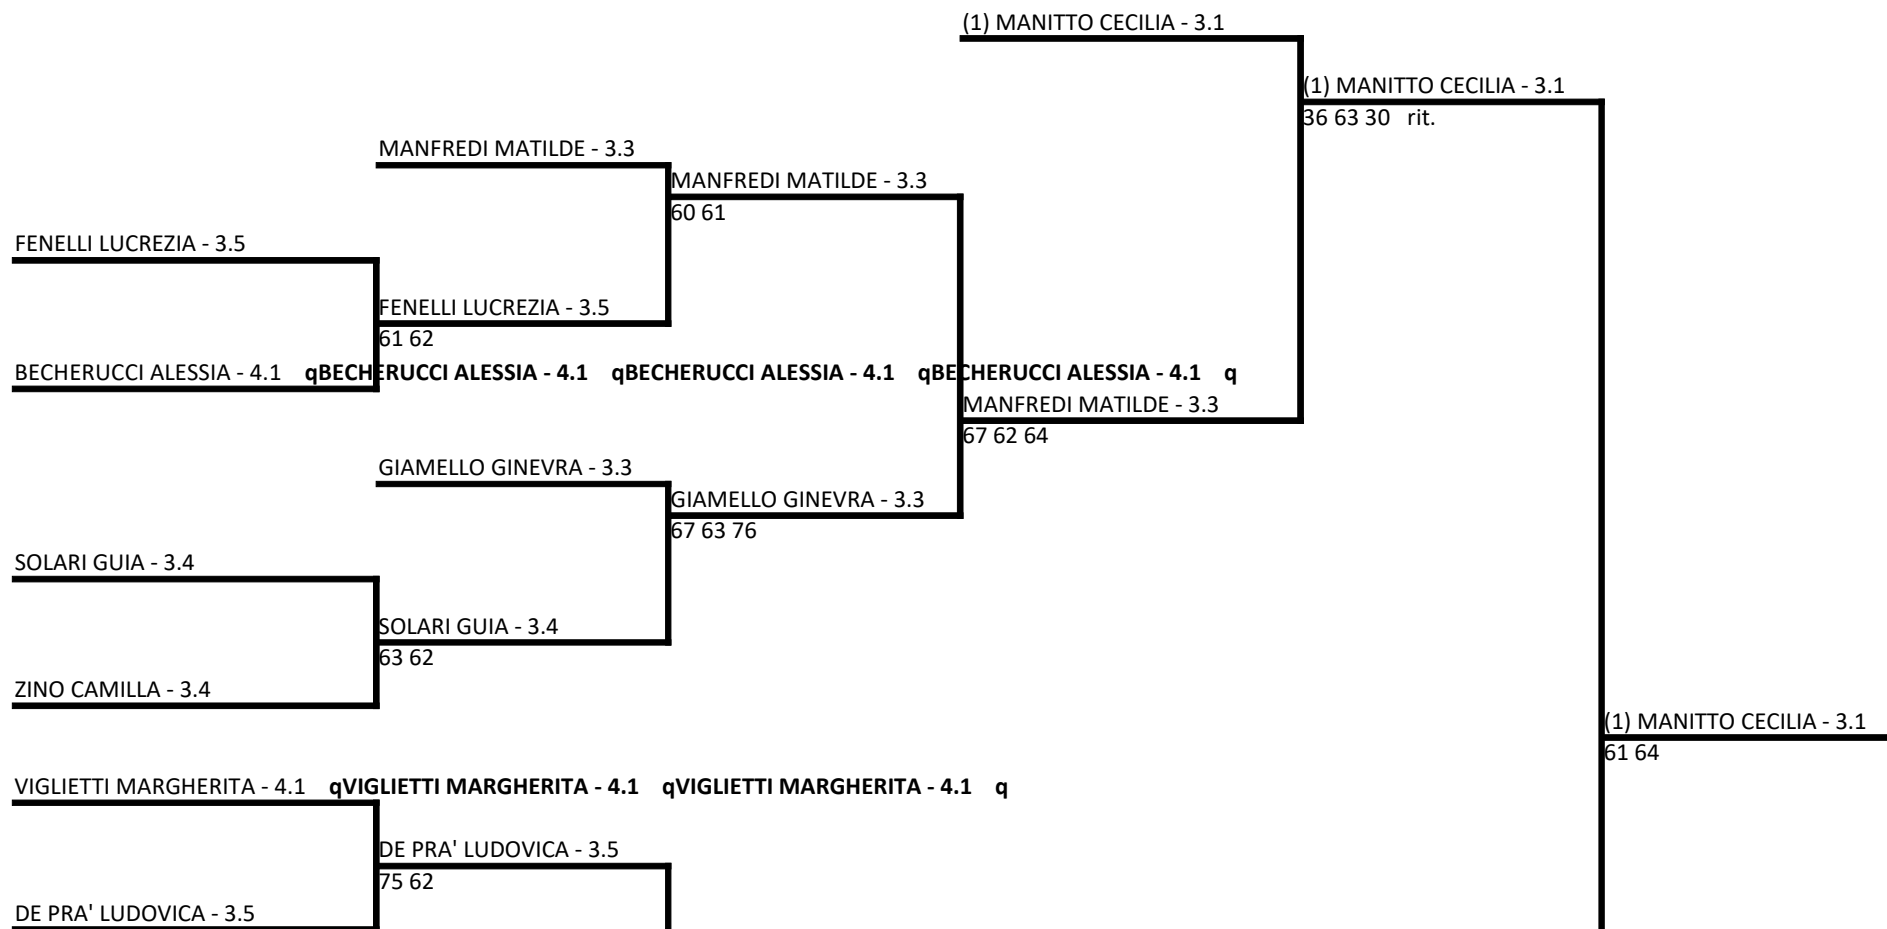 (1) MANITTO CECILIA - 3.1
(1) MANITTO CECILIA - 3.1
36 63 30   rit.
MANFREDI MATILDE - 3.3
MANFREDI MATILDE - 3.3
60 61
FENELLI LUCREZIA - 3.5
FENELLI LUCREZIA - 3.5
61 62
BECHERUCCI ALESSIA - 4.1    qBECHERUCCI ALESSIA - 4.1    qBECHERUCCI ALESSIA - 4.1    qBECHERUCCI ALESSIA - 4.1    q
MANFREDI MATILDE - 3.3
67 62 64
GIAMELLO GINEVRA - 3.3
GIAMELLO GINEVRA - 3.3
67 63 76
SOLARI GUIA - 3.4
SOLARI GUIA - 3.4
63 62
ZINO CAMILLA - 3.4
(1) MANITTO CECILIA - 3.1
61 64
VIGLIETTI MARGHERITA - 4.1    qVIGLIETTI MARGHERITA - 4.1    qVIGLIETTI MARGHERITA - 4.1    q
DE PRA' LUDOVICA - 3.5
75 62
DE PRA' LUDOVICA - 3.5